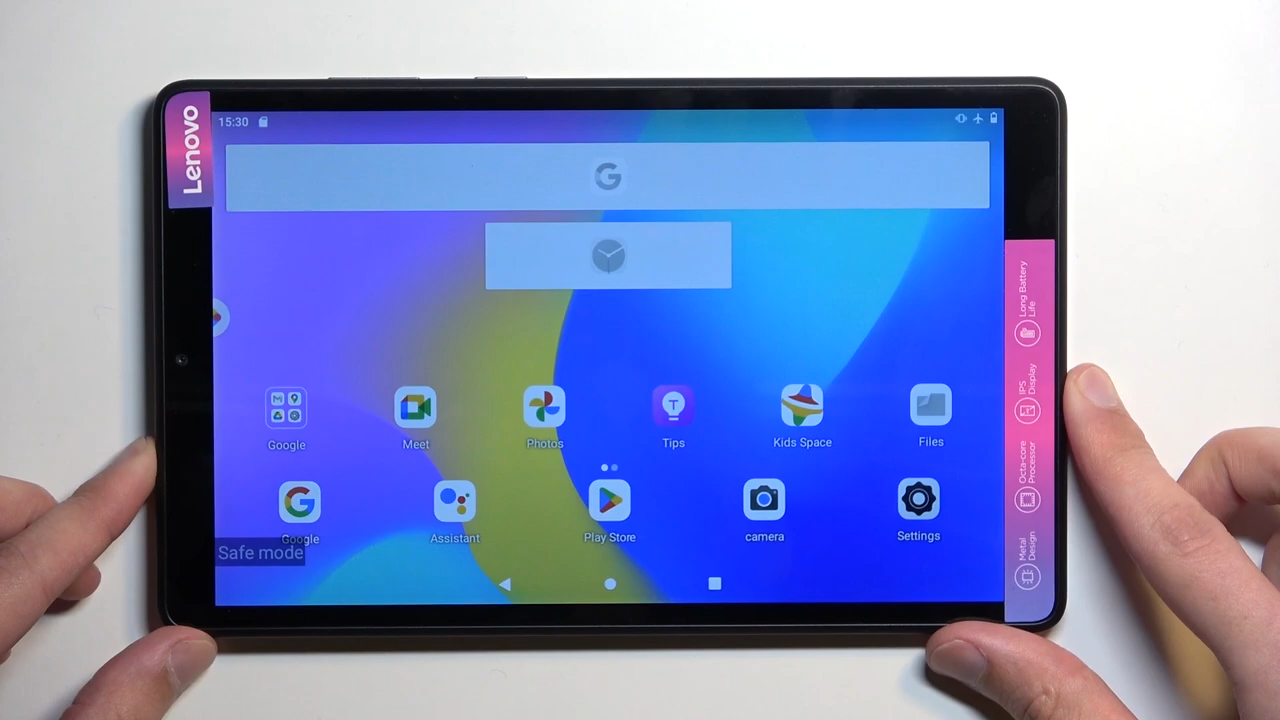 Lenovo
15:30
Google
Meet
Photos
Tips
Kids Space
Files
Google
Assistant
Play Store
camera
Settings
Safe mode
Long Battery
Life
IPS
Display
Octa-core
Processor
Metal
Design